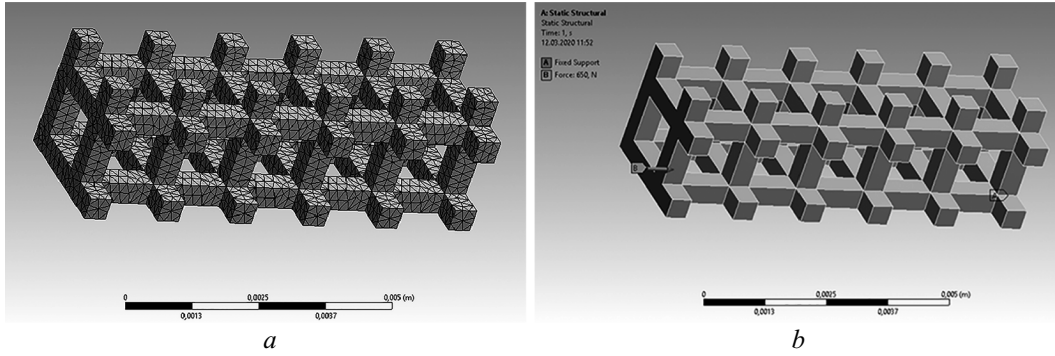 A: Static Structural
Static Structural
Time: 1, s
12.03.2020 11:52
A Fixed Support
B Force: 650, N
B
0 0,0025 0,005 (m)
0,0013 0,0037
0 0,0025 0,005 (m)
0,0013 0,0037
a b